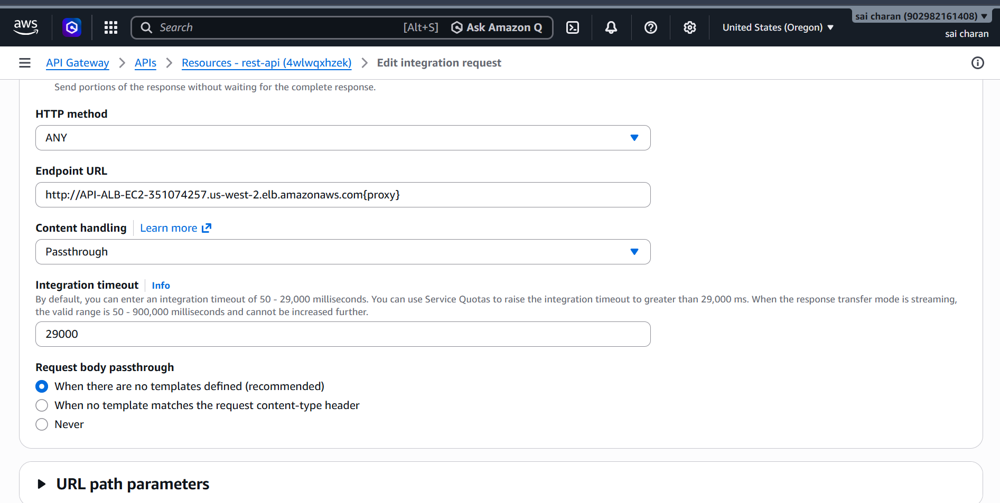 aws
Search [Alt+S] Ask Amazon Q United States (Oregon) sai charan (902982161408)
sai charan
API Gateway APIs Resources - rest-api (4wlwqxhzek) Edit integration request
Send portions of the response without waiting for the complete response.
HTTP method
ANY
Endpoint URL
http://API-ALB-EC2-351074257.us-west-2.elb.amazonaws.com{proxy}
Content handling Learn more
Passthrough
Integration timeout Info
By default, you can enter an integration timeout of 50 - 29,000 milliseconds. You can use Service Quotas to raise the integration timeout to greater than 29,000 ms. When the response transfer mode is streaming,
the valid range is 50 - 900,000 milliseconds and cannot be increased further.
29000
Request body passthrough
When there are no templates defined (recommended)
When no template matches the request content-type header
Never
URL path parameters